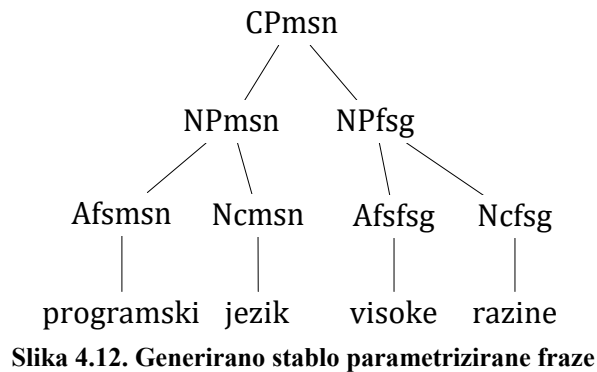 CPmsn
NPmsn NPfsg
Afsmsn Ncmsn Afsfsg Ncfsg
programski jezik visoke razine
Slika 4.12. Generirano stablo parametrizirane fraze